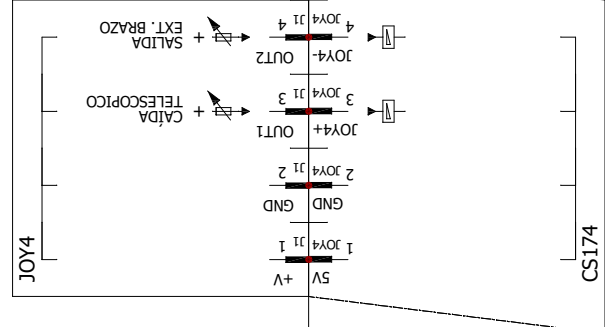 SALIDA
EXT. BRAZO
+
4
J1
JOY4
4
OUT2
JOY4-
CAÍDA
TELESCOPICO
+
3
J1
JOY4
3
OUT1
JOY4+
2
J1
JOY4
2
GND
GND
1
J1
JOY4
1
+V
5V
JOY4
CS174